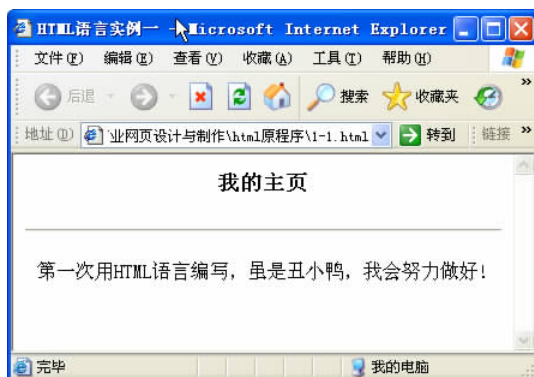 HTML语言实例一 - Microsoft Internet Explorer
文件(F) 编辑(E) 查看(V) 收藏(A) 工具(T) 帮助(H)
后退 搜索 收藏夹 »
地址(D) 业网页设计与制作\html原程序\1-1.html 转到 链接 »
我的主页
第一次用HTML语言编写，虽是丑小鸭，我会努力做好！
完毕 我的电脑